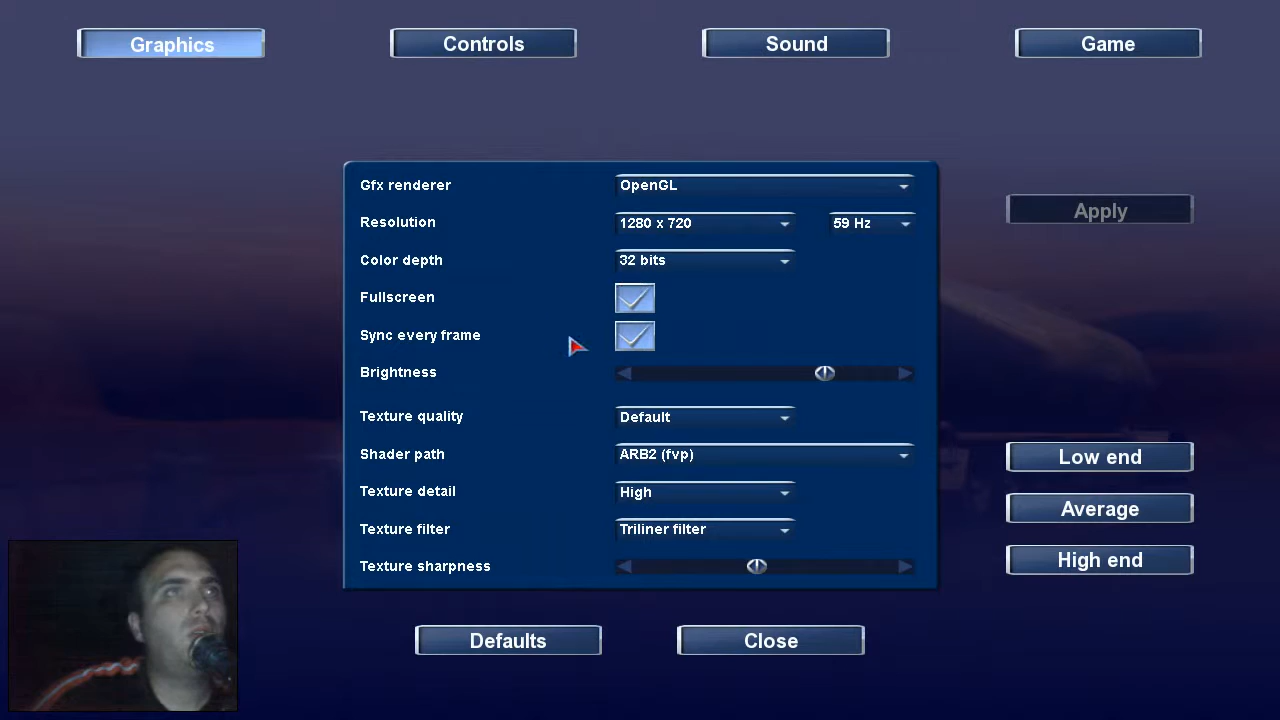 Graphics
Controls
Sound
Game
Gfx renderer OpenGL
Resolution 1280 x 720 59 Hz
Color depth 32 bits
Fullscreen
Sync every frame
Brightness
Texture quality Default
Shader path ARB2 (fvp)
Texture detail High
Texture filter Triliner filter
Texture sharpness
Apply
Low end
Average
High end
Defaults
Close